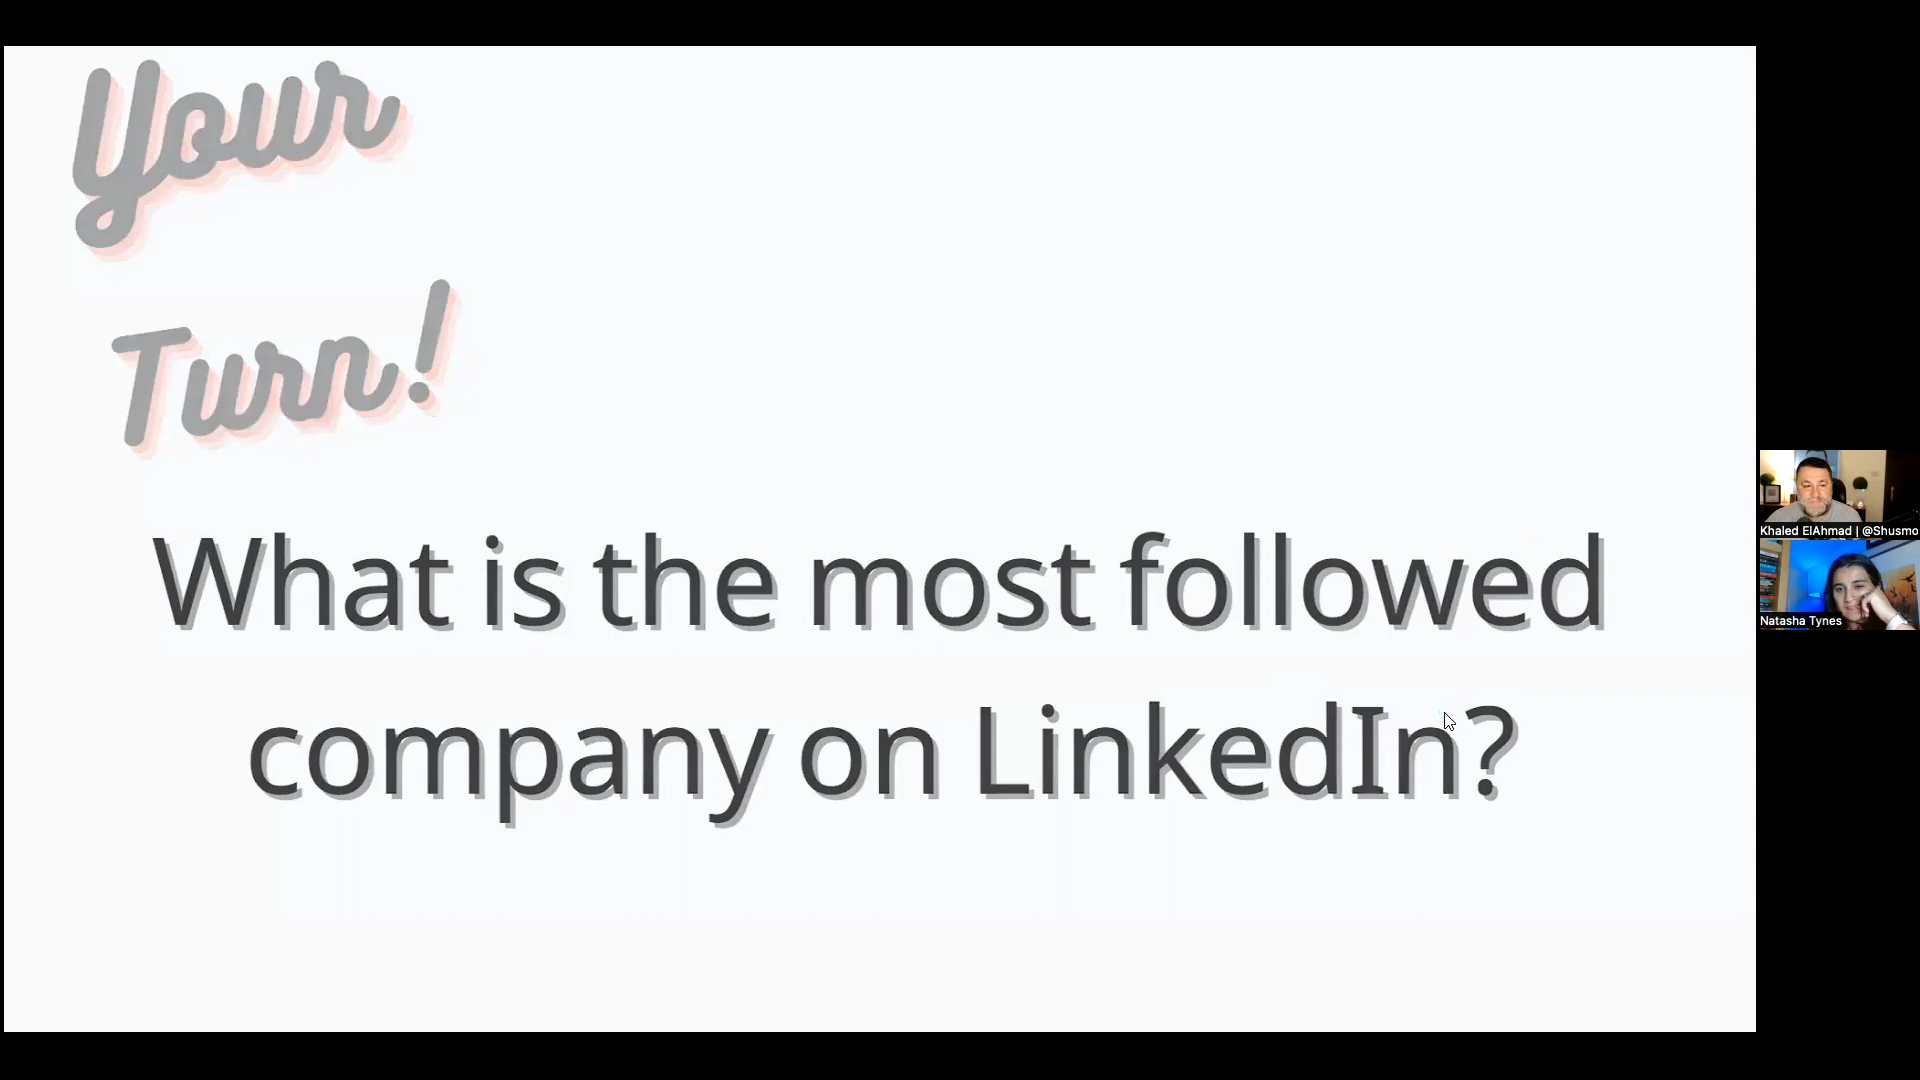 Your
Turn!
What is the most followed
company on LinkedIn?
Khaled ElAhmad | @Shusmo
Natasha Tynes